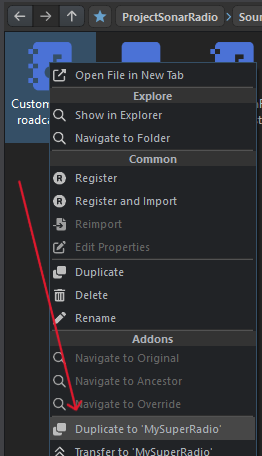 ProjectSonarRadio
Custom
roadca
Open File in New Tab
Explore
Show in Explorer
Navigate to Folder
Common
Register
Register and Import
Reimport
Edit Properties
Duplicate
Delete
Rename
Addons
Navigate to Original
Navigate to Ancestor
Navigate to Override
Duplicate to 'MySuperRadio'
Transfer to 'MySuperRadio'